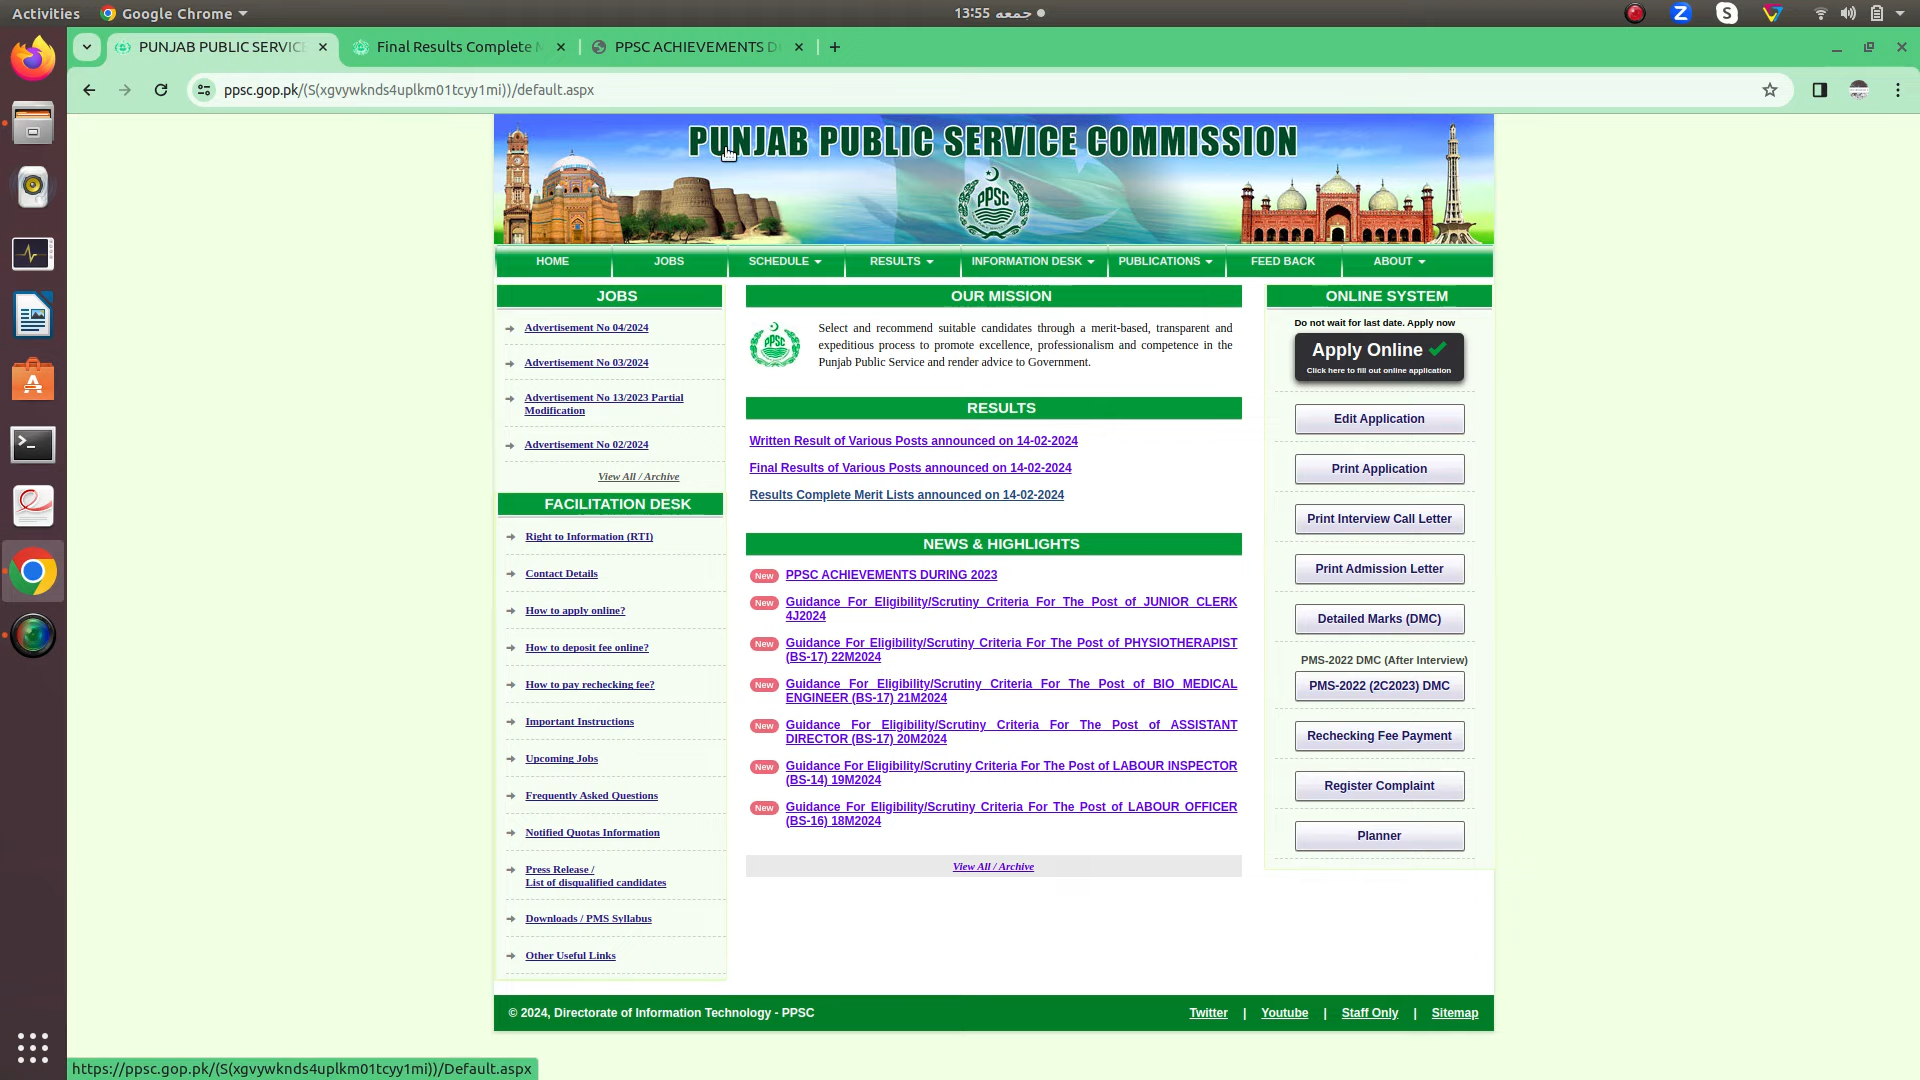 Activities
Google Chrome
13:55 جمعه
PUNJAB PUBLIC SERVICE
Final Results Complete M
PPSC ACHIEVEMENTS D
ppsc.gop.pk/(S(xgvywknds4uplkm01tcyy1mi))/default.aspx
PUNJAB PUBLIC SERVICE COMMISSION
PPSC
HOME
JOBS
SCHEDULE
RESULTS
INFORMATION DESK
PUBLICATIONS
FEED BACK
ABOUT
JOBS
Advertisement No 04/2024
Advertisement No 03/2024
Advertisement No 13/2023 Partial
Modification
Advertisement No 02/2024
View All / Archive
FACILITATION DESK
Right to Information (RTI)
Contact Details
How to apply online?
How to deposit fee online?
How to pay rechecking fee?
Important Instructions
Upcoming Jobs
Frequently Asked Questions
Notified Quotas Information
Press Release /
List of disqualified candidates
Downloads / PMS Syllabus
Other Useful Links
OUR MISSION
PPSC
Select and recommend suitable candidates through a merit-based, transparent and
expeditious process to promote excellence, professionalism and competence in the
Punjab Public Service and render advice to Government.
RESULTS
Written Result of Various Posts announced on 14-02-2024
Final Results of Various Posts announced on 14-02-2024
Results Complete Merit Lists announced on 14-02-2024
NEWS & HIGHLIGHTS
New PPSC ACHIEVEMENTS DURING 2023
New Guidance For Eligibility/Scrutiny Criteria For The Post of JUNIOR CLERK
4J2024
New Guidance For Eligibility/Scrutiny Criteria For The Post of PHYSIOTHERAPIST
(BS-17) 22M2024
New Guidance For Eligibility/Scrutiny Criteria For The Post of BIO MEDICAL
ENGINEER (BS-17) 21M2024
New Guidance For Eligibility/Scrutiny Criteria For The Post of ASSISTANT
DIRECTOR (BS-17) 20M2024
New Guidance For Eligibility/Scrutiny Criteria For The Post of LABOUR INSPECTOR
(BS-14) 19M2024
New Guidance For Eligibility/Scrutiny Criteria For The Post of LABOUR OFFICER
(BS-16) 18M2024
View All / Archive
ONLINE SYSTEM
Do not wait for last date. Apply now
Apply Online
Click here to fill out online application
Edit Application
Print Application
Print Interview Call Letter
Print Admission Letter
Detailed Marks (DMC)
PMS-2022 DMC (After Interview)
PMS-2022 (2C2023) DMC
Rechecking Fee Payment
Register Complaint
Planner
© 2024, Directorate of Information Technology - PPSC
Twitter | Youtube | Staff Only | Sitemap
https://ppsc.gop.pk/(S(xgvywknds4uplkm01tcyy1mi))/Default.aspx